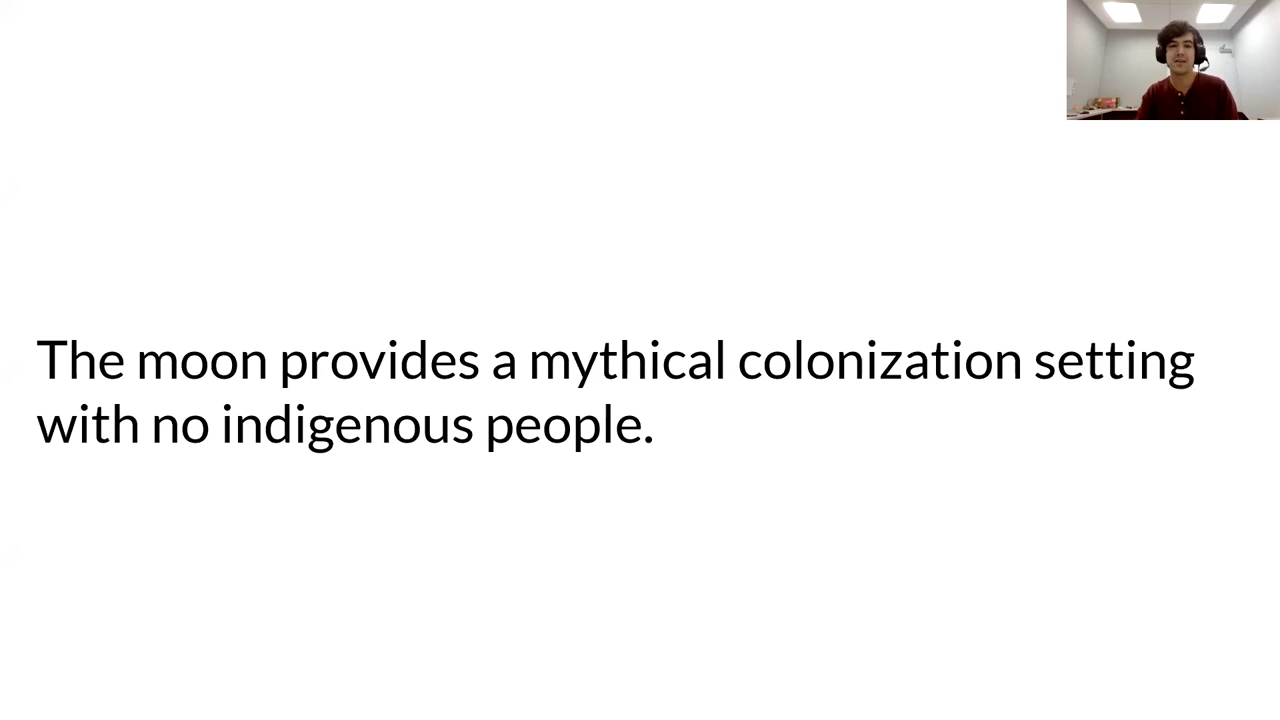 The moon provides a mythical colonization setting
with no indigenous people.